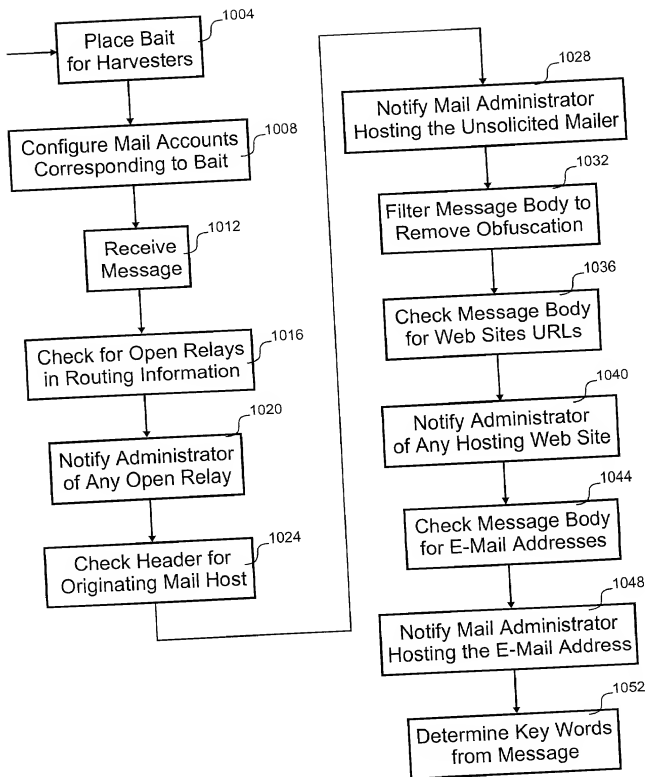 1004
Place Bait
for Harvesters
1008
Configure Mail Accounts
Corresponding to Bait
1012
Receive
Message
1016
Check for Open Relays
in Routing Information
1020
Notify Administrator
of Any Open Relay
1024
Check Header for
Originating Mail Host
1028
Notify Mail Administrator
Hosting the Unsolicited Mailer
1032
Filter Message Body to
Remove Obfuscation
1036
Check Message Body
for Web Sites URLs
1040
Notify Administrator
of Any Hosting Web Site
1044
Check Message Body
for E-Mail Addresses
1048
Notify Mail Administrator
Hosting the E-Mail Address
1052
Determine Key Words
from Message